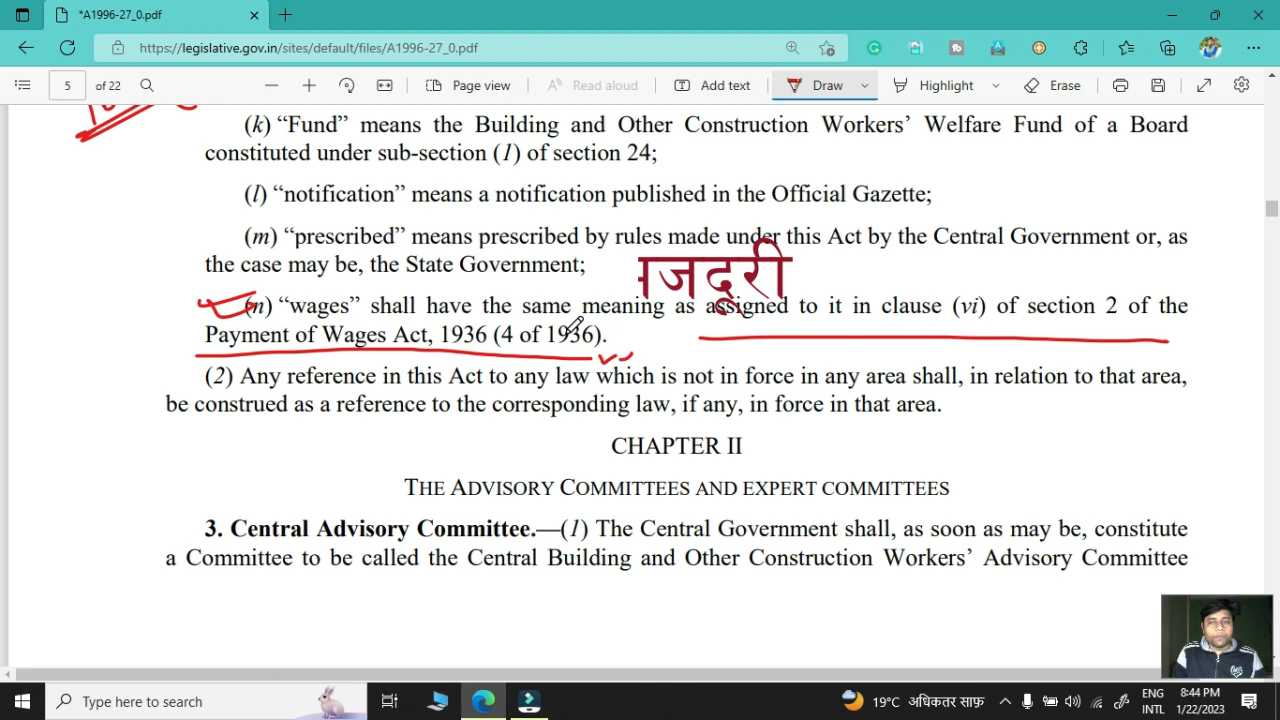 *A1996-27_0.pdf
https://legislative.gov.in/sites/default/files/A1996-27_0.pdf
5 of 22 Page view Read aloud Add text Draw Highlight Erase
(k) “Fund” means the Building and Other Construction Workers’ Welfare Fund of a Board
constituted under sub-section (1) of section 24;
(l) “notification” means a notification published in the Official Gazette;
(m) “prescribed” means prescribed by rules made under this Act by the Central Government or, as
the case may be, the State Government;
मजदूरी
(n) “wages” shall have the same meaning as assigned to it in clause (vi) of section 2 of the
Payment of Wages Act, 1936 (4 of 1936).
(2) Any reference in this Act to any law which is not in force in any area shall, in relation to that area,
be construed as a reference to the corresponding law, if any, in force in that area.
CHAPTER II
THE ADVISORY COMMITTEES AND EXPERT COMMITTEES
3. Central Advisory Committee.—(1) The Central Government shall, as soon as may be, constitute
a Committee to be called the Central Building and Other Construction Workers’ Advisory Committee
Type here to search
19°C अधिकतर साफ़
ENG
INTL
8:44 PM
1/22/2023